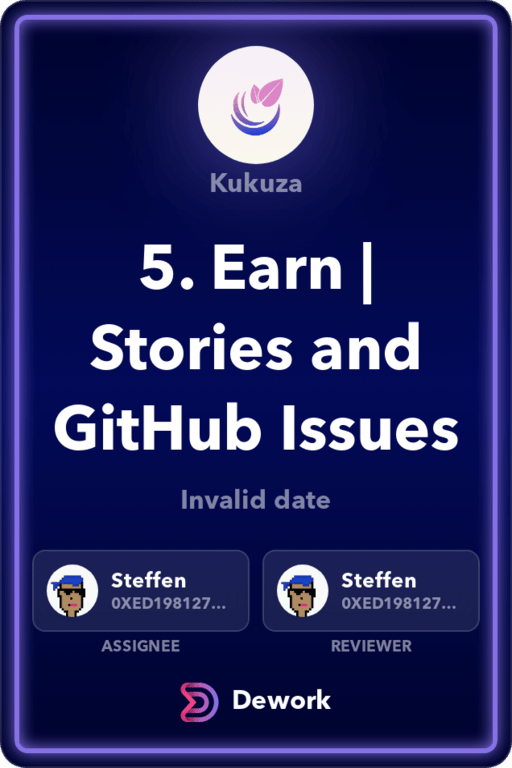 Kukuza
5. Earn |
Stories and
GitHub Issues
Invalid date
Steffen
0XED198127...
ASSIGNEE
Steffen
0XED198127...
REVIEWER
Dework